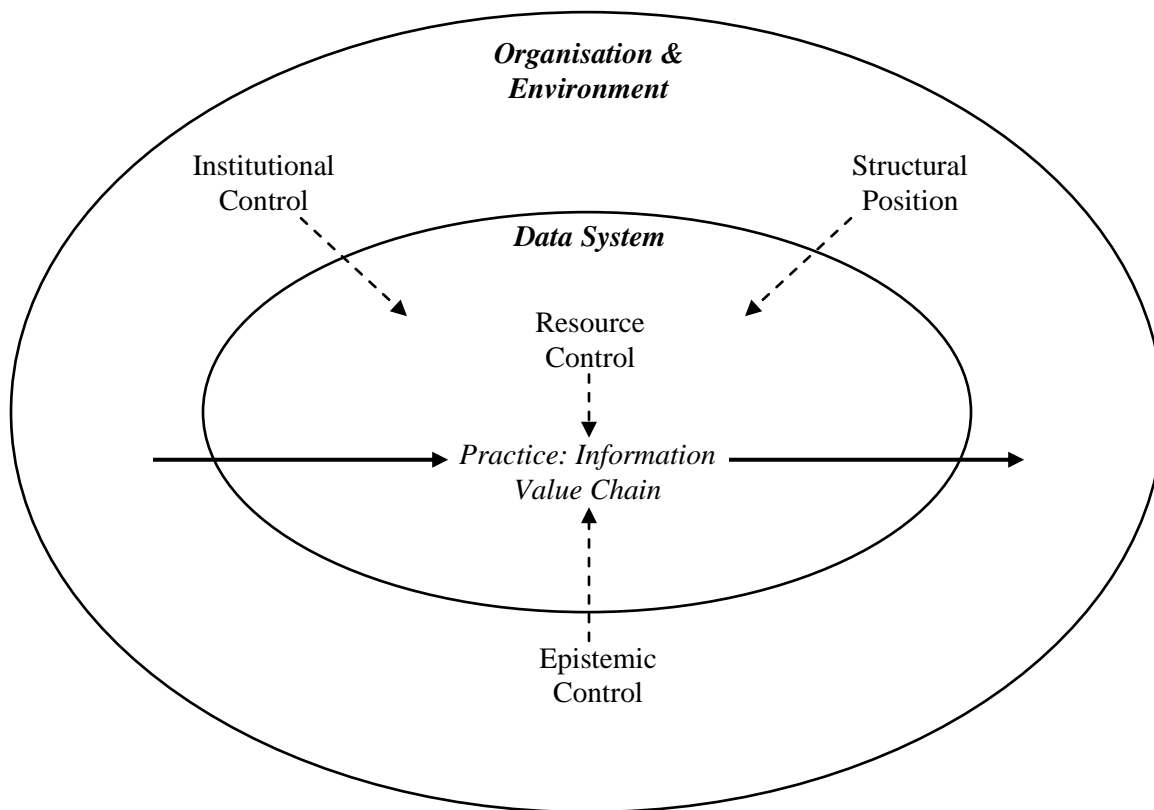 Organisation &
Environment
Institutional
Control
Structural
Position
Data System
Resource
Control
Practice: Information
Value Chain
Epistemic
Control